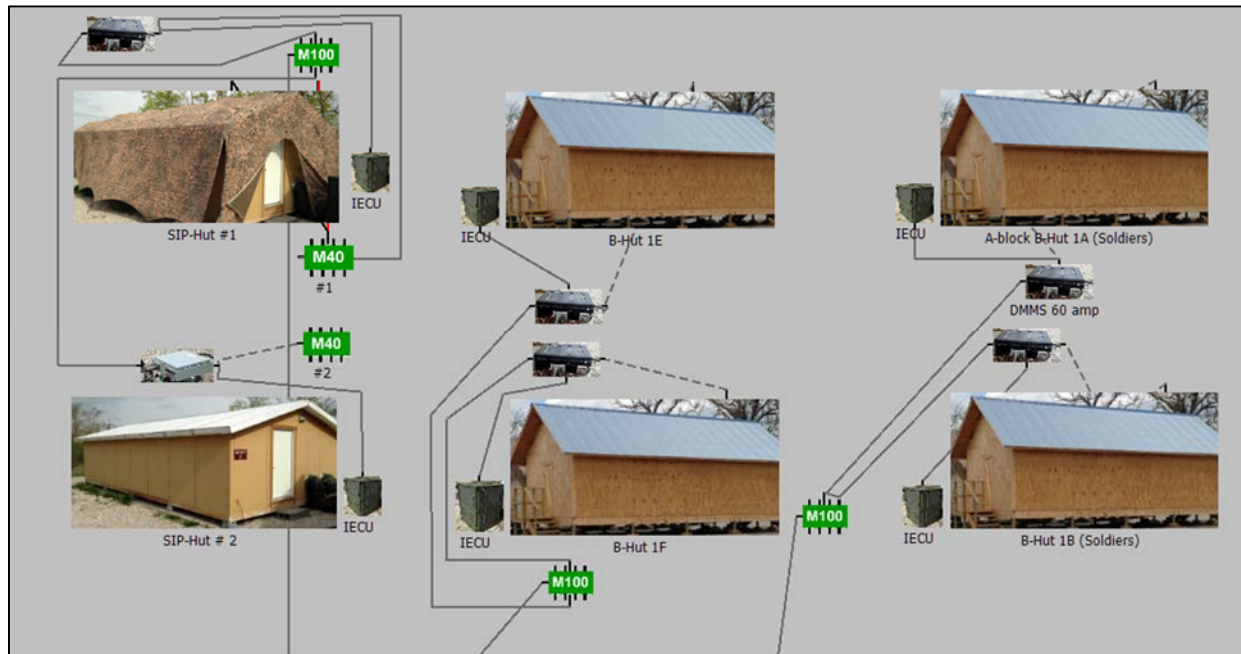 M100
IECU
SIP-Hut #1
M40
#1
M40
#2
IECU
SIP-Hut # 2
IECU
B-Hut 1E
IECU
B-Hut 1F
M100
IECU
A-block B-Hut 1A (Soldiers)
DMMS 60 amp
M100
IECU
B-Hut 1B (Soldiers)